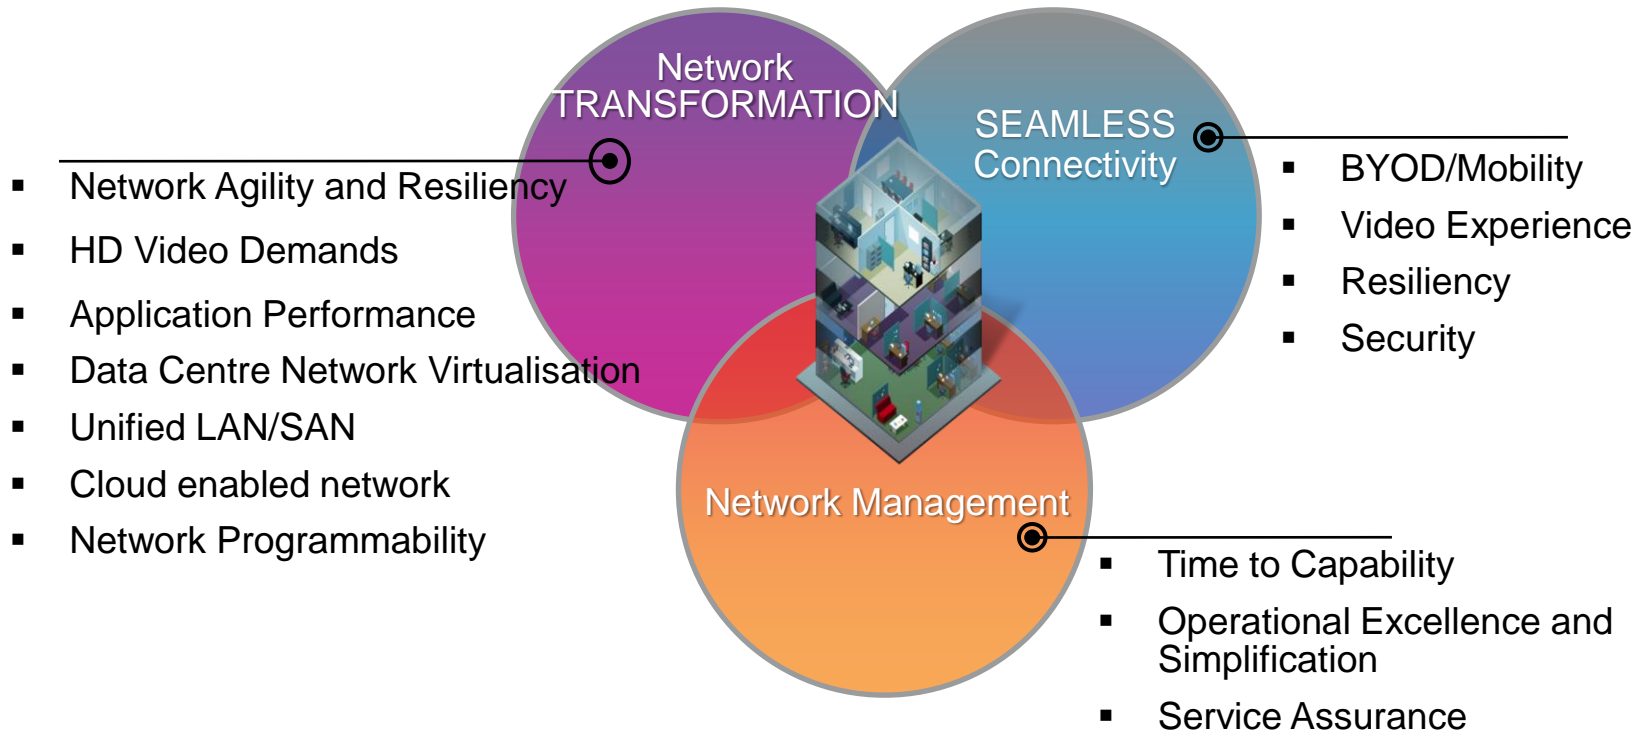 Network
TRANSFORMATION
Network Agility and Resiliency
HD Video Demands
Application Performance
Data Centre Network Virtualisation
Unified LAN/SAN
Cloud enabled network
Network Programmability
SEAMLESS
Connectivity
BYOD/Mobility
Video Experience
Resiliency
Security
Network Management
Time to Capability
Operational Excellence and
Simplification
Service Assurance